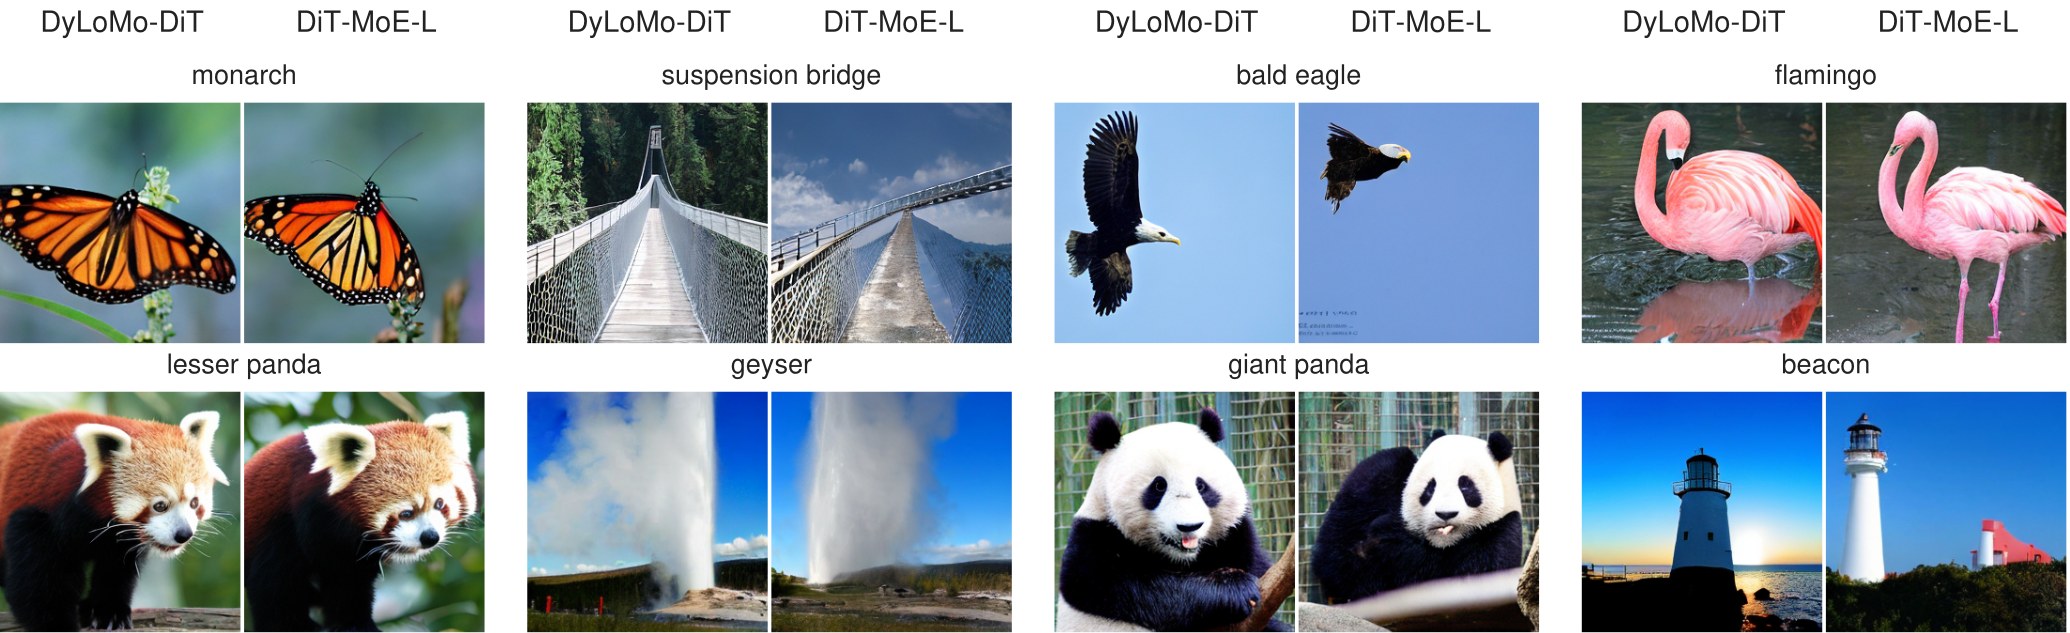 DyLoMo-DiT DiT-MoE-L DyLoMo-DiT DiT-MoE-L DyLoMo-DiT DiT-MoE-L DyLoMo-DiT DiT-MoE-L
monarch suspension bridge bald eagle flamingo
lesser panda geyser giant panda beacon